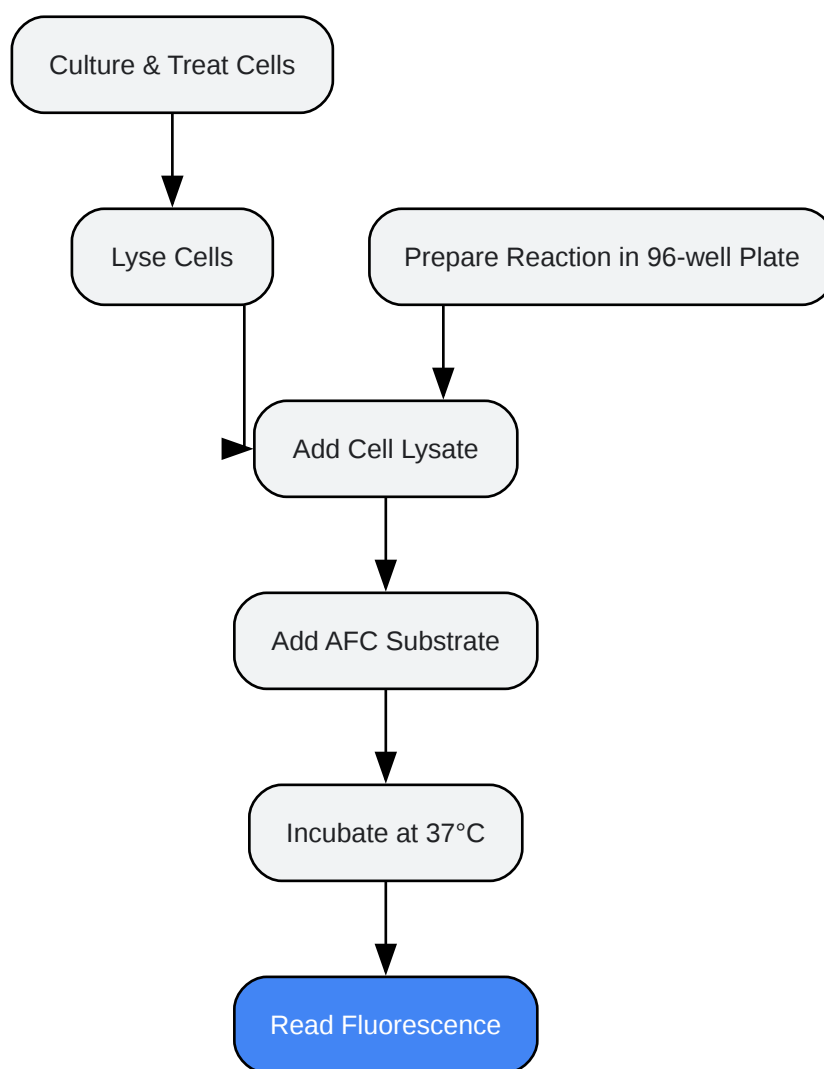 Culture & Treat Cells
Lyse Cells
Prepare Reaction in 96-well Plate
Add Cell Lysate
Add AFC Substrate
Incubate at 37°C
Read Fluorescence